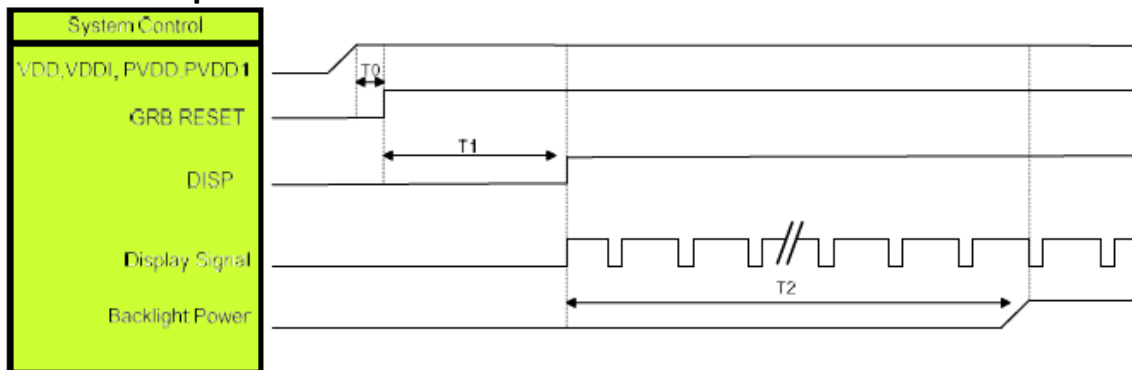 System Control
VDD,VDDI, PVDD,PVDD1
T0
GRB RESET
T1
DISP
Display Signal
T2
Backlight Power